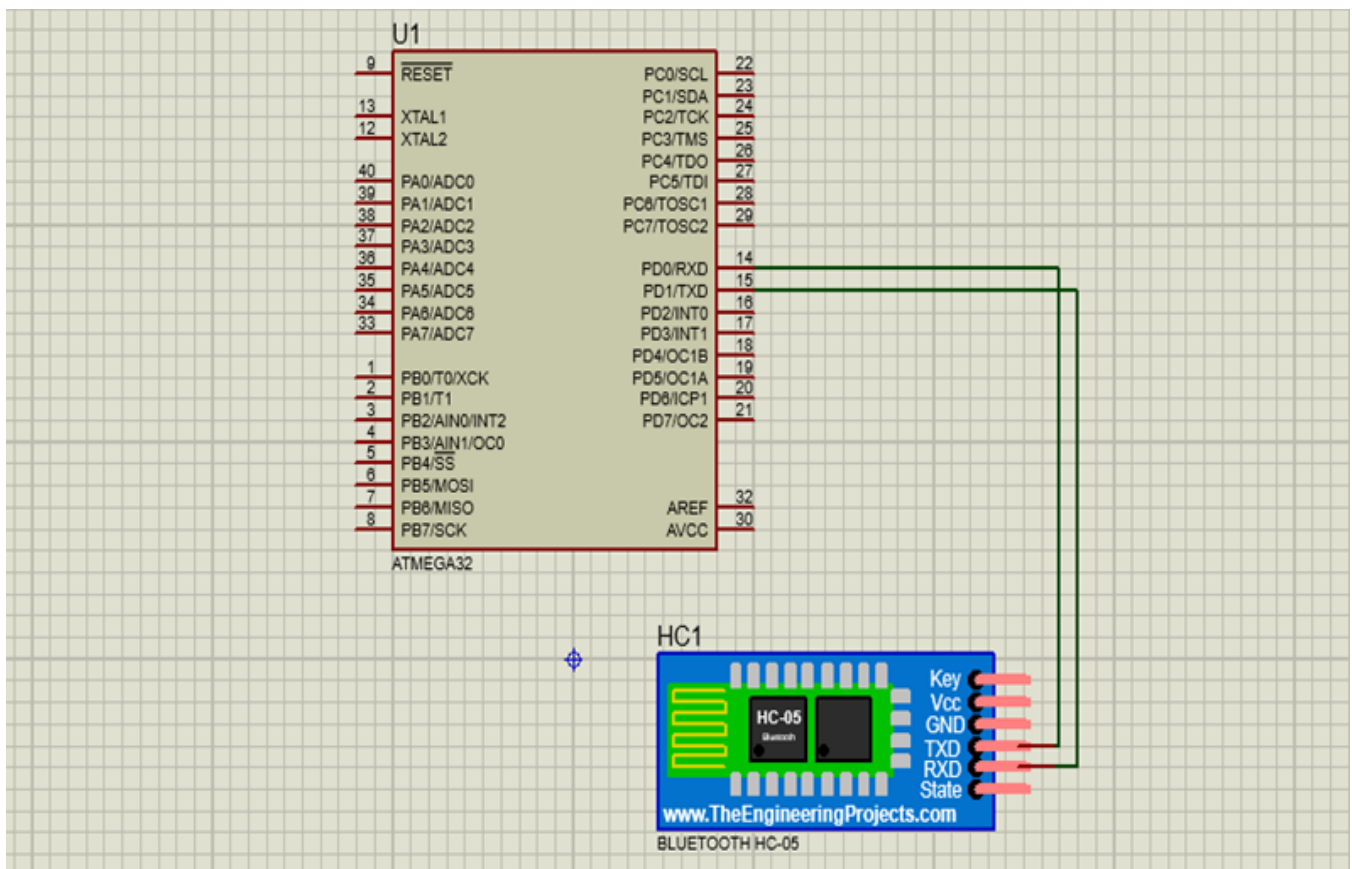 U1
9
RESET
13
XTAL1
12
XTAL2
40
PA0/ADC0
39
PA1/ADC1
38
PA2/ADC2
37
PA3/ADC3
36
PA4/ADC4
35
PA5/ADC5
34
PA6/ADC6
33
PA7/ADC7
1
PB0/T0/XCK
2
PB1/T1
3
PB2/AIN0/INT2
4
PB3/AIN1/OC0
5
PB4/SS
6
PB5/MOSI
7
PB6/MISO
8
PB7/SCK
22
PC0/SCL
23
PC1/SDA
24
PC2/TCK
25
PC3/TMS
26
PC4/TDO
27
PC5/TDI
28
PC6/TOSC1
29
PC7/TOSC2
14
PD0/RXD
15
PD1/TXD
16
PD2/INT0
17
PD3/INT1
18
PD4/OC1B
19
PD5/OC1A
20
PD6/ICP1
21
PD7/OC2
32
AREF
30
AVCC
ATMEGA32
HC1
HC-05
Bluetooth
Key
Vcc
GND
TXD
RXD
State
www.TheEngineeringProjects.com
BLUETOOTH HC-05